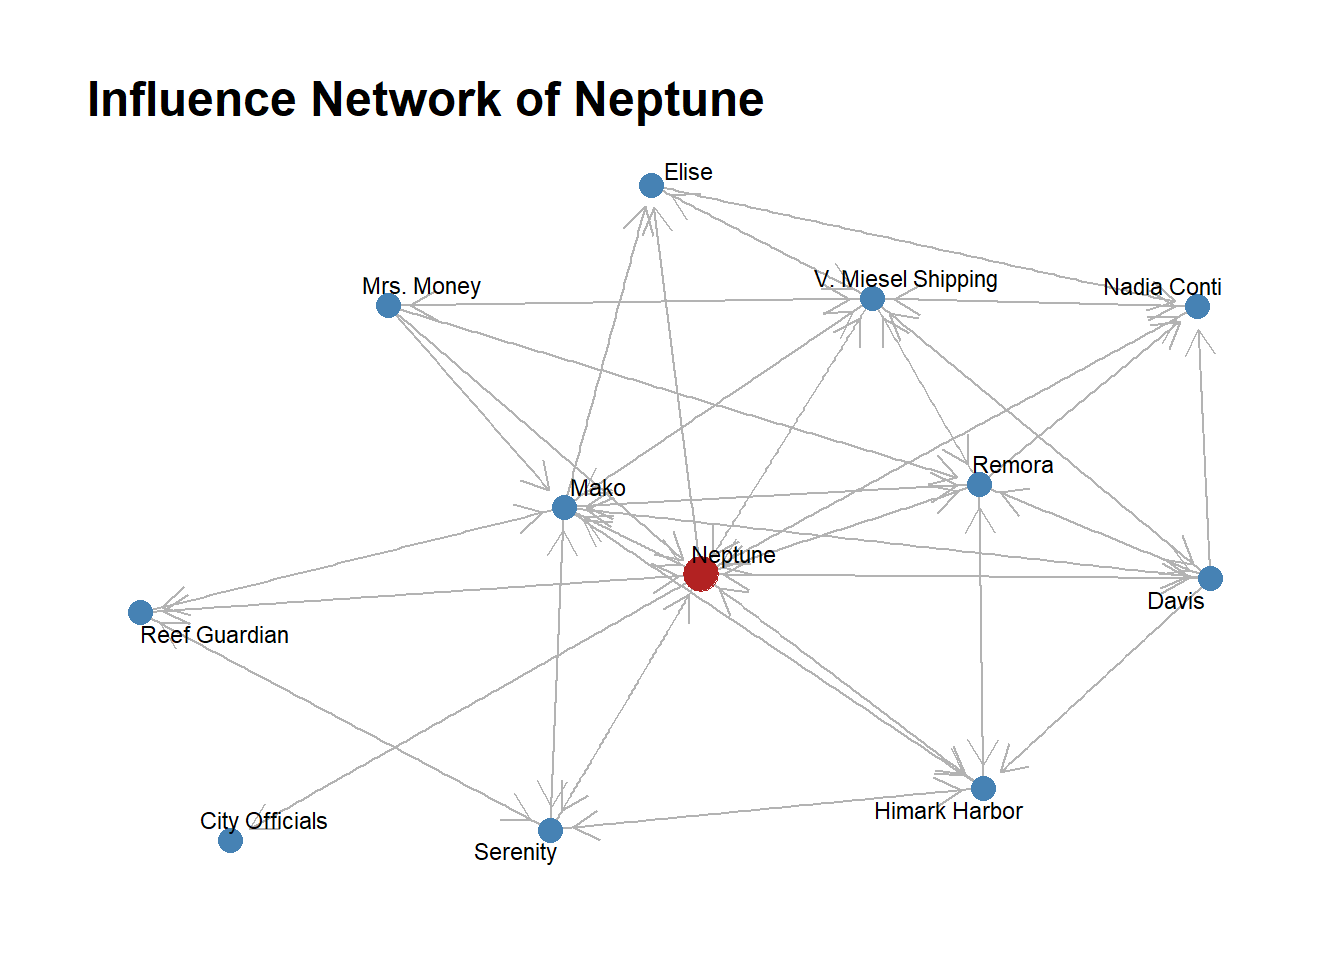 Influence Network of Neptune
Elise
Mrs. Money
V. Miesel Shipping
Nadia Conti
Remora
Mako
Neptune
Davis
Reef Guardian
Himark Harbor
City Officials
Serenity